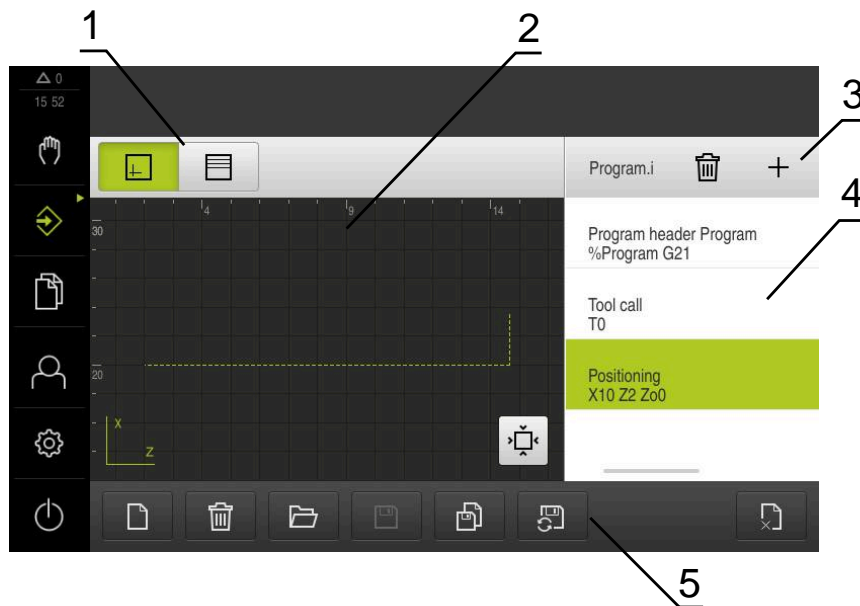 1
2
3
4
5
0
15 52
Program.i
4
9
14
30
20
X
Z
Program header Program
%Program G21
Tool call
T0
Positioning
X10 Z2 Zo0